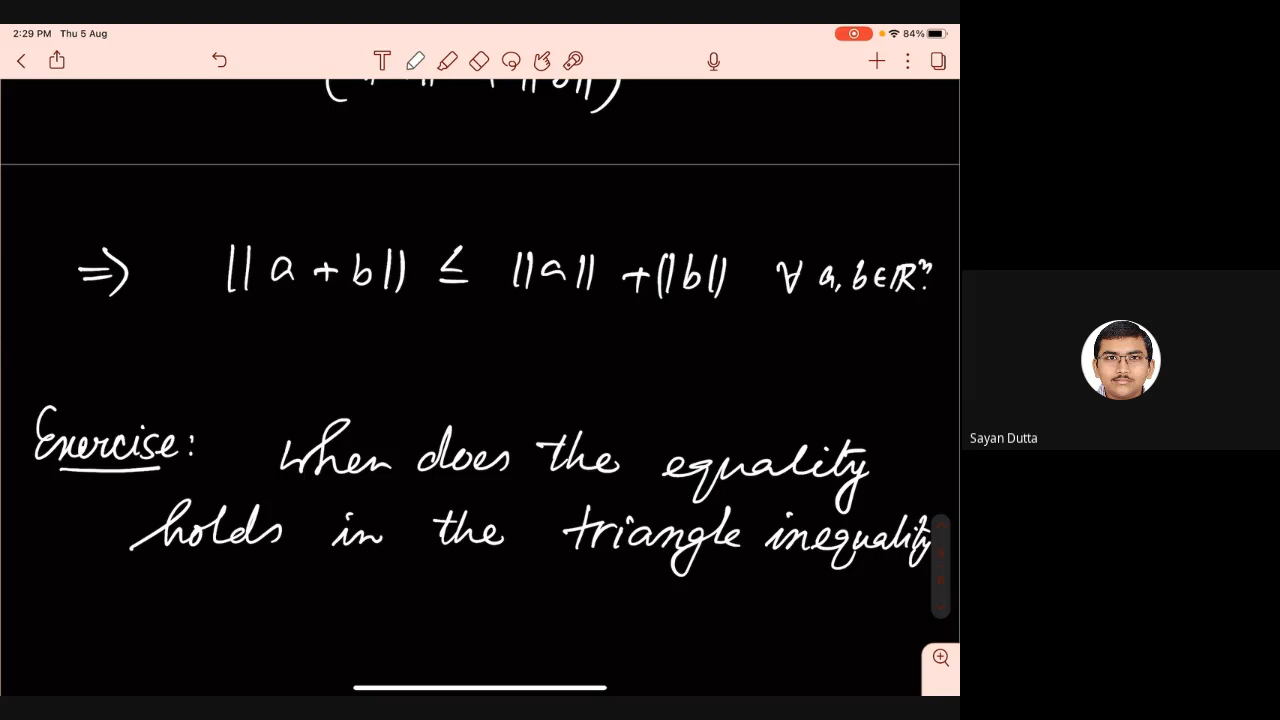 2:29 PM Thu 5 Aug
84%
⇒ ||a + b|| ≤ ||a|| + ||b|| ∀ a, b ∈ ℝⁿ
Exercise: When does the equality
holds in the triangle inequality
Sayan Dutta